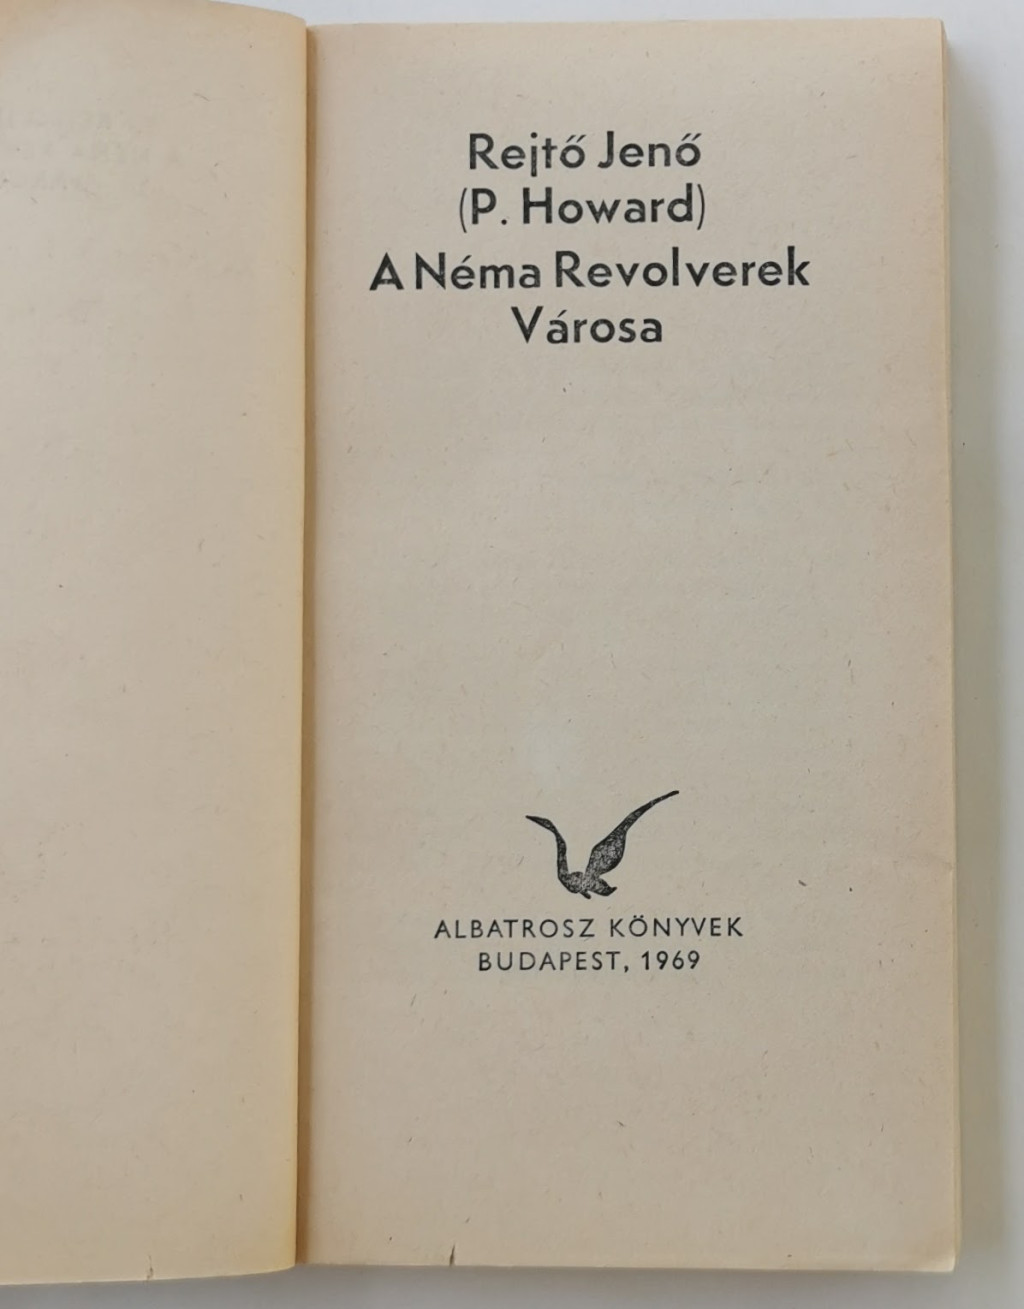 Rejtő Jenő
(P. Howard)
A Néma Revolverek
Városa
ALBATROSZ KÖNYVEK
BUDAPEST, 1969